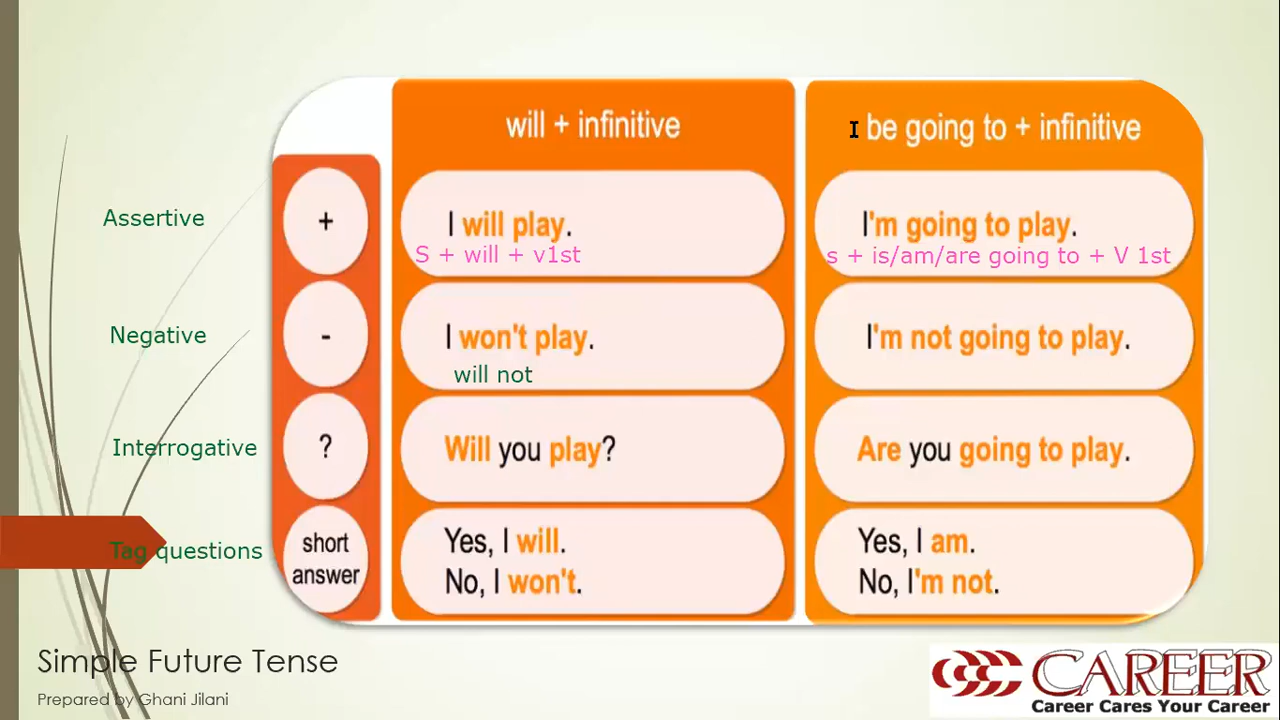 will + infinitive
be going to + infinitive
Assertive
+
I will play.
S + will + v1st
I'm going to play.
s + is/am/are going to + V 1st
Negative
-
I won't play.
will not
I'm not going to play.
Interrogative
?
Will you play?
Are you going to play.
Tag questions
short
answer
Yes, I will.
No, I won't.
Yes, I am.
No, I'm not.
Simple Future Tense
Prepared by Ghani Jilani
CAREER
Career Cares Your Career